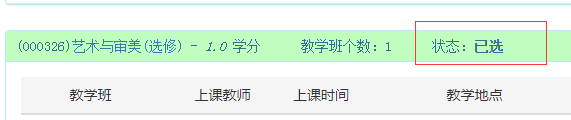 (000326)艺术与审美(选修) - 1.0 学分 教学班个数：1 状态：已选
教学班 上课教师 上课时间 教学地点